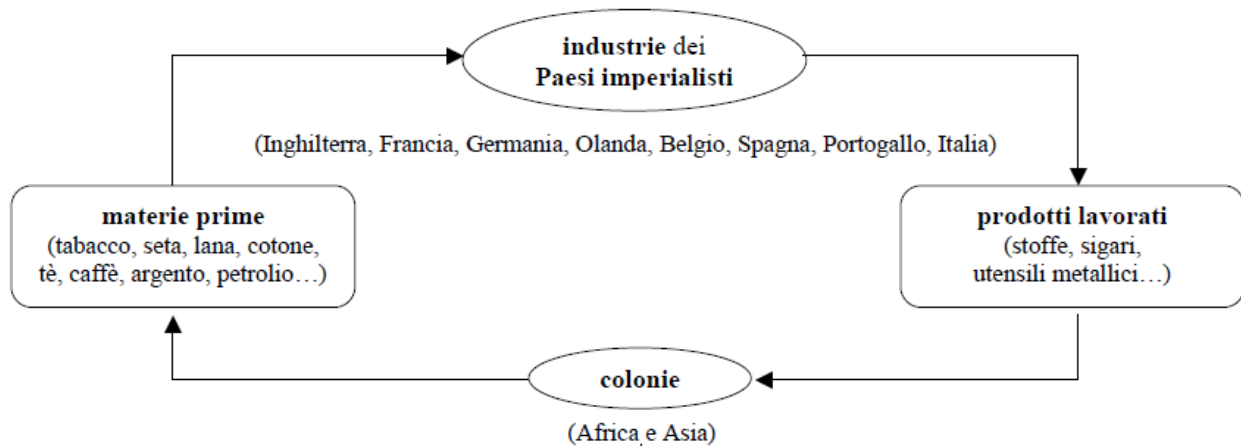 industrie dei
Paesi imperialisti
(Inghilterra, Francia, Germania, Olanda, Belgio, Spagna, Portogallo, Italia)
materie prime
(tabacco, seta, lana, cotone,
tè, caffè, argento, petrolio…)
prodotti lavorati
(stoffe, sigari,
utensili metallici…)
colonie
(Africa e Asia)